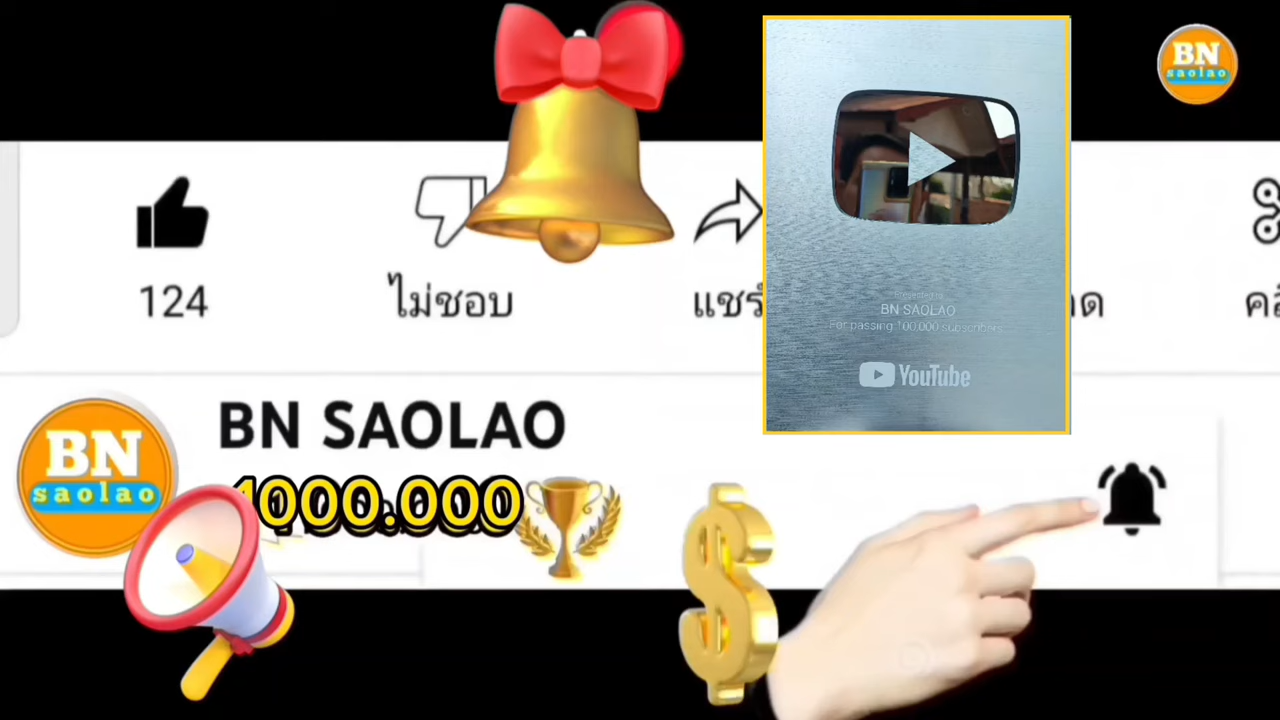 BN
saolao
124
ไม่ชอบ
แชร์
BN SAOLAO
For passing 100,000 subscribers
YouTube
BN SAOLAO
BN
saolao
1000.000